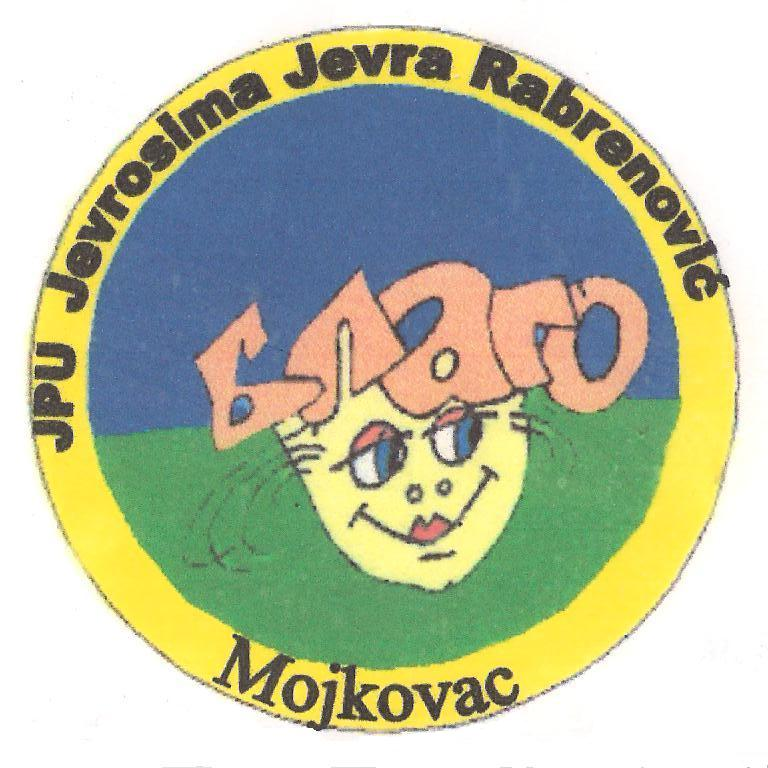 JPU Jevrosima Jevra Rabrenović
благо
Mojkovac